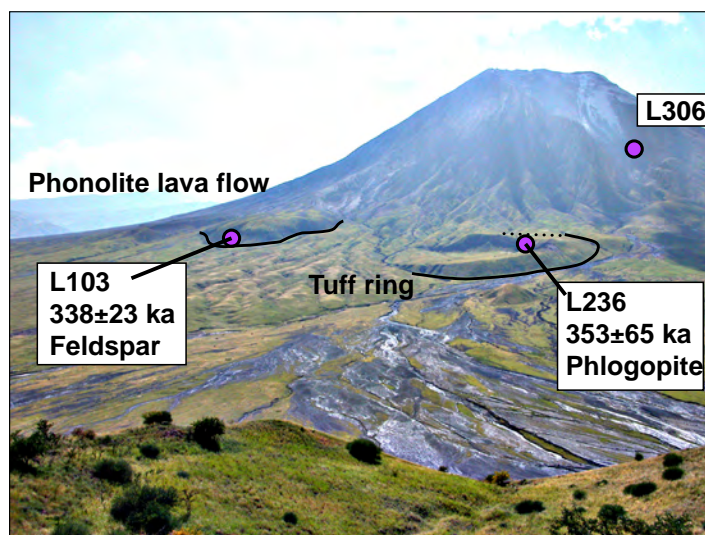 L306
Phonolite lava flow
L103
338±23 ka
Feldspar
Tuff ring
L236
353±65 ka
Phlogopite